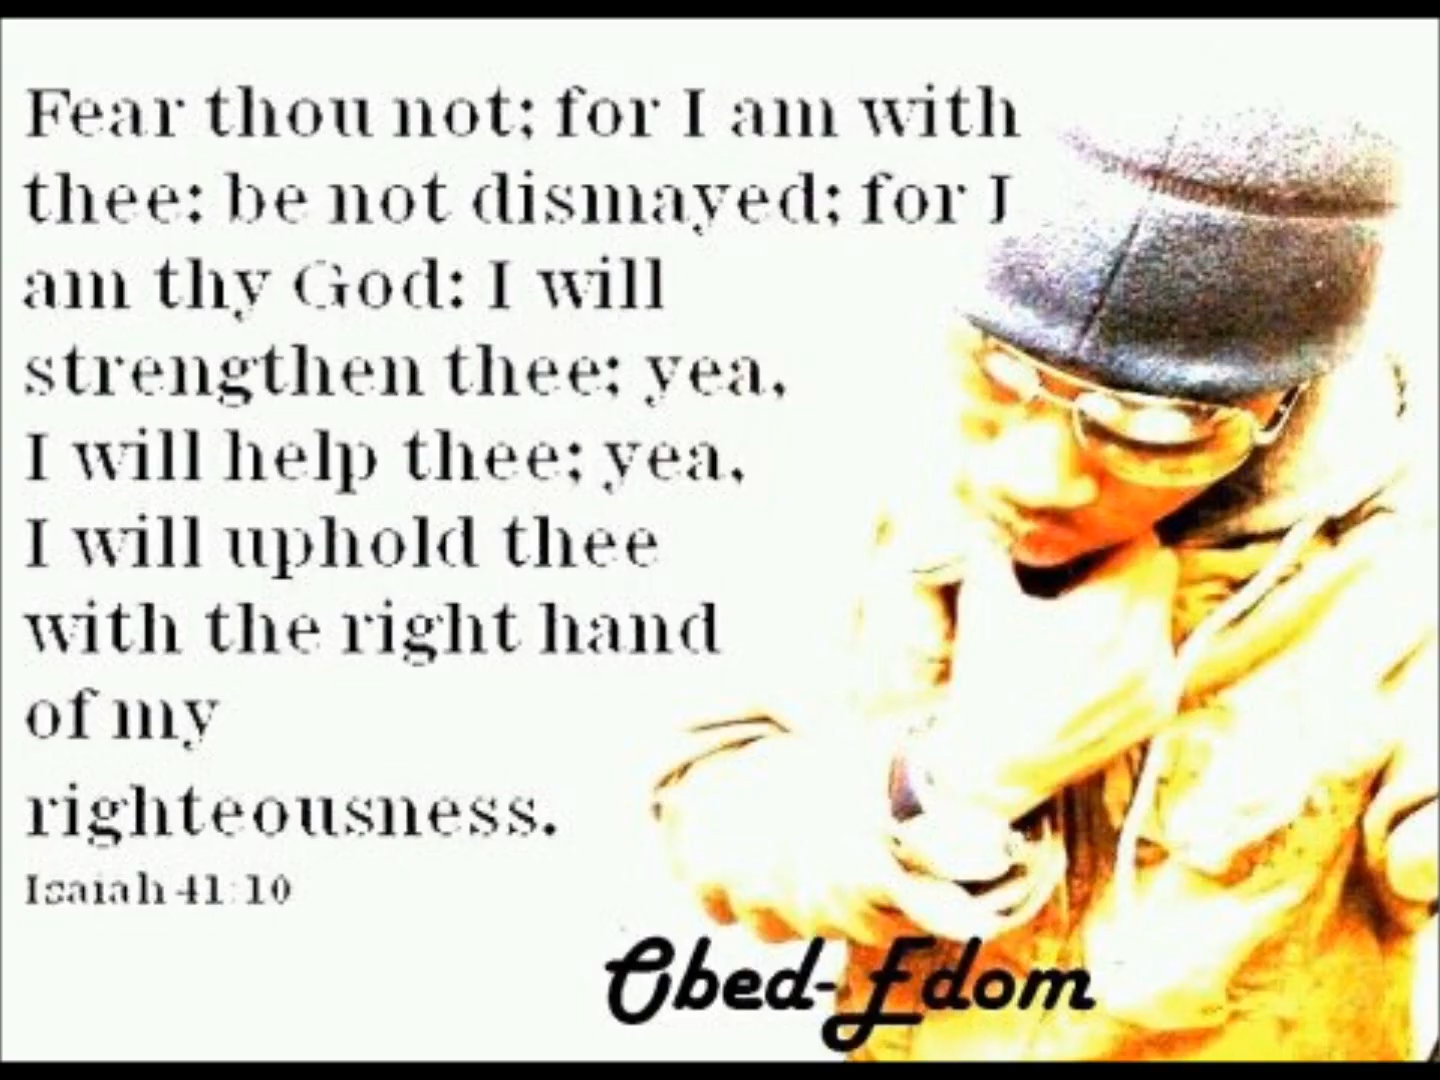 Fear thou not; for I am with
thee: be not dismayed; for I
am thy God: I will
strengthen thee; yea,
I will help thee; yea,
I will uphold thee
with the right hand
of my
righteousness.
Isaiah 41:10
Obed-Edom